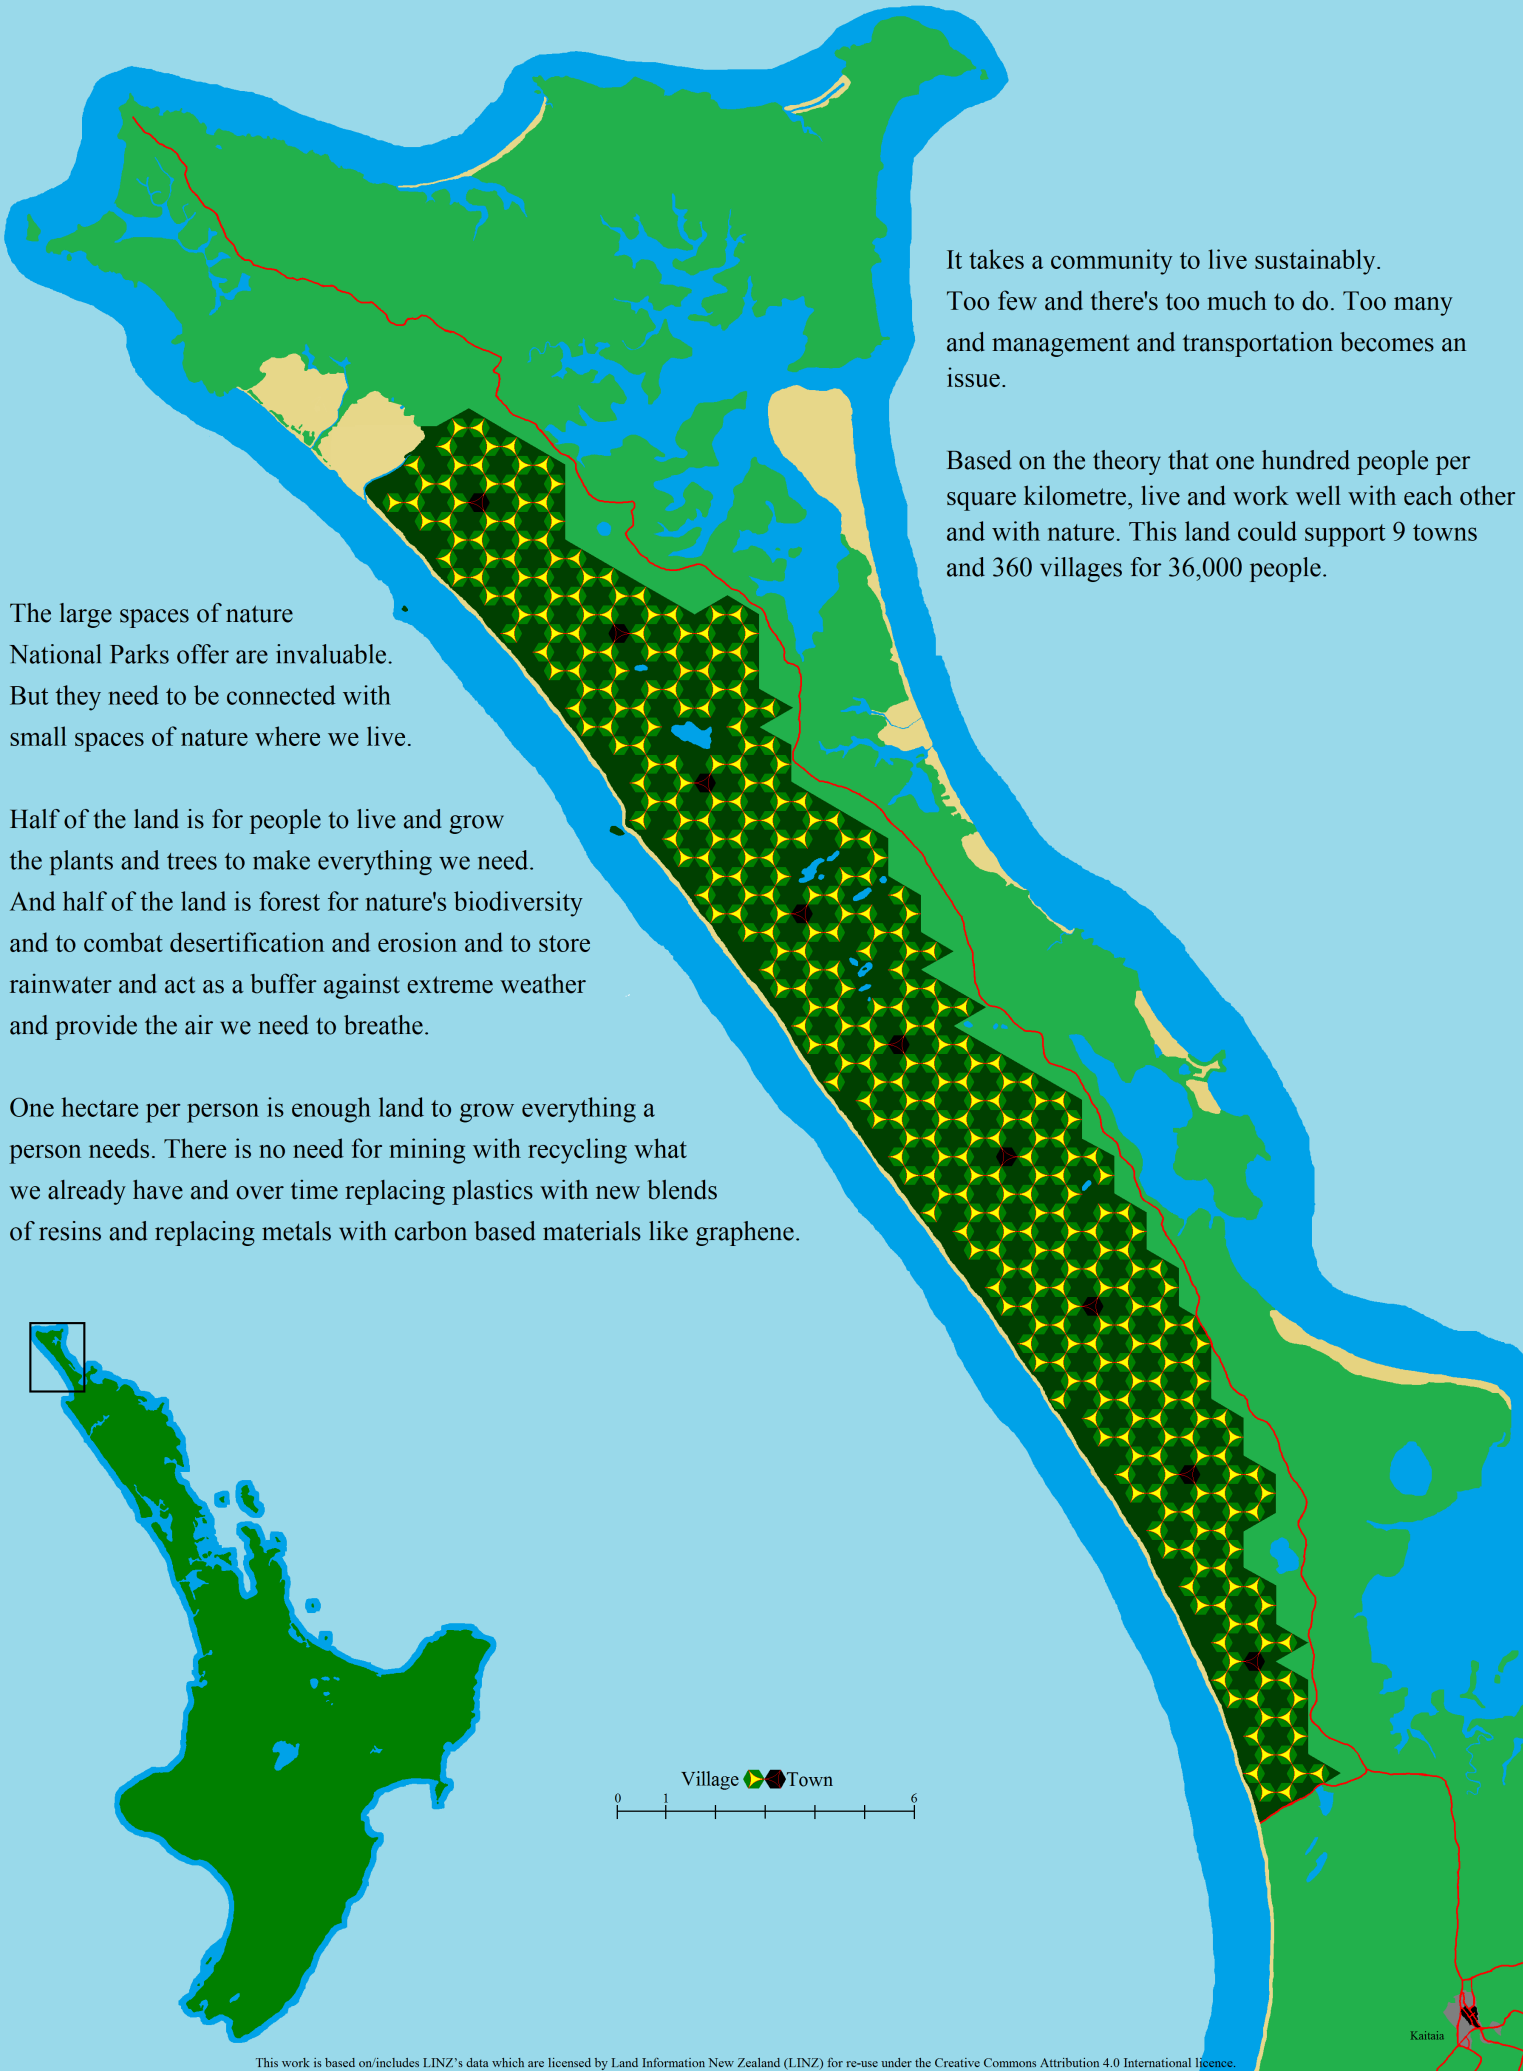 It takes a community to live sustainably.
Too few and there's too much to do. Too many
and management and transportation becomes an
issue.
Based on the theory that one hundred people per
square kilometre, live and work well with each other
and with nature. This land could support 9 towns
and 360 villages for 36,000 people.
The large spaces of nature
National Parks offer are invaluable.
But they need to be connected with
small spaces of nature where we live.
Half of the land is for people to live and grow
the plants and trees to make everything we need.
And half of the land is forest for nature's biodiversity
and to combat desertification and erosion and to store
rainwater and act as a buffer against extreme weather
and provide the air we need to breathe.
One hectare per person is enough land to grow everything a
person needs. There is no need for mining with recycling what
we already have and over time replacing plastics with new blends
of resins and replacing metals with carbon based materials like graphene.
Village Town
0 1 6
Kaitaia
This work is based on/includes LINZ's data which are licensed by Land Information New Zealand (LINZ) for re-use under the Creative Commons Attribution 4.0 International licence.